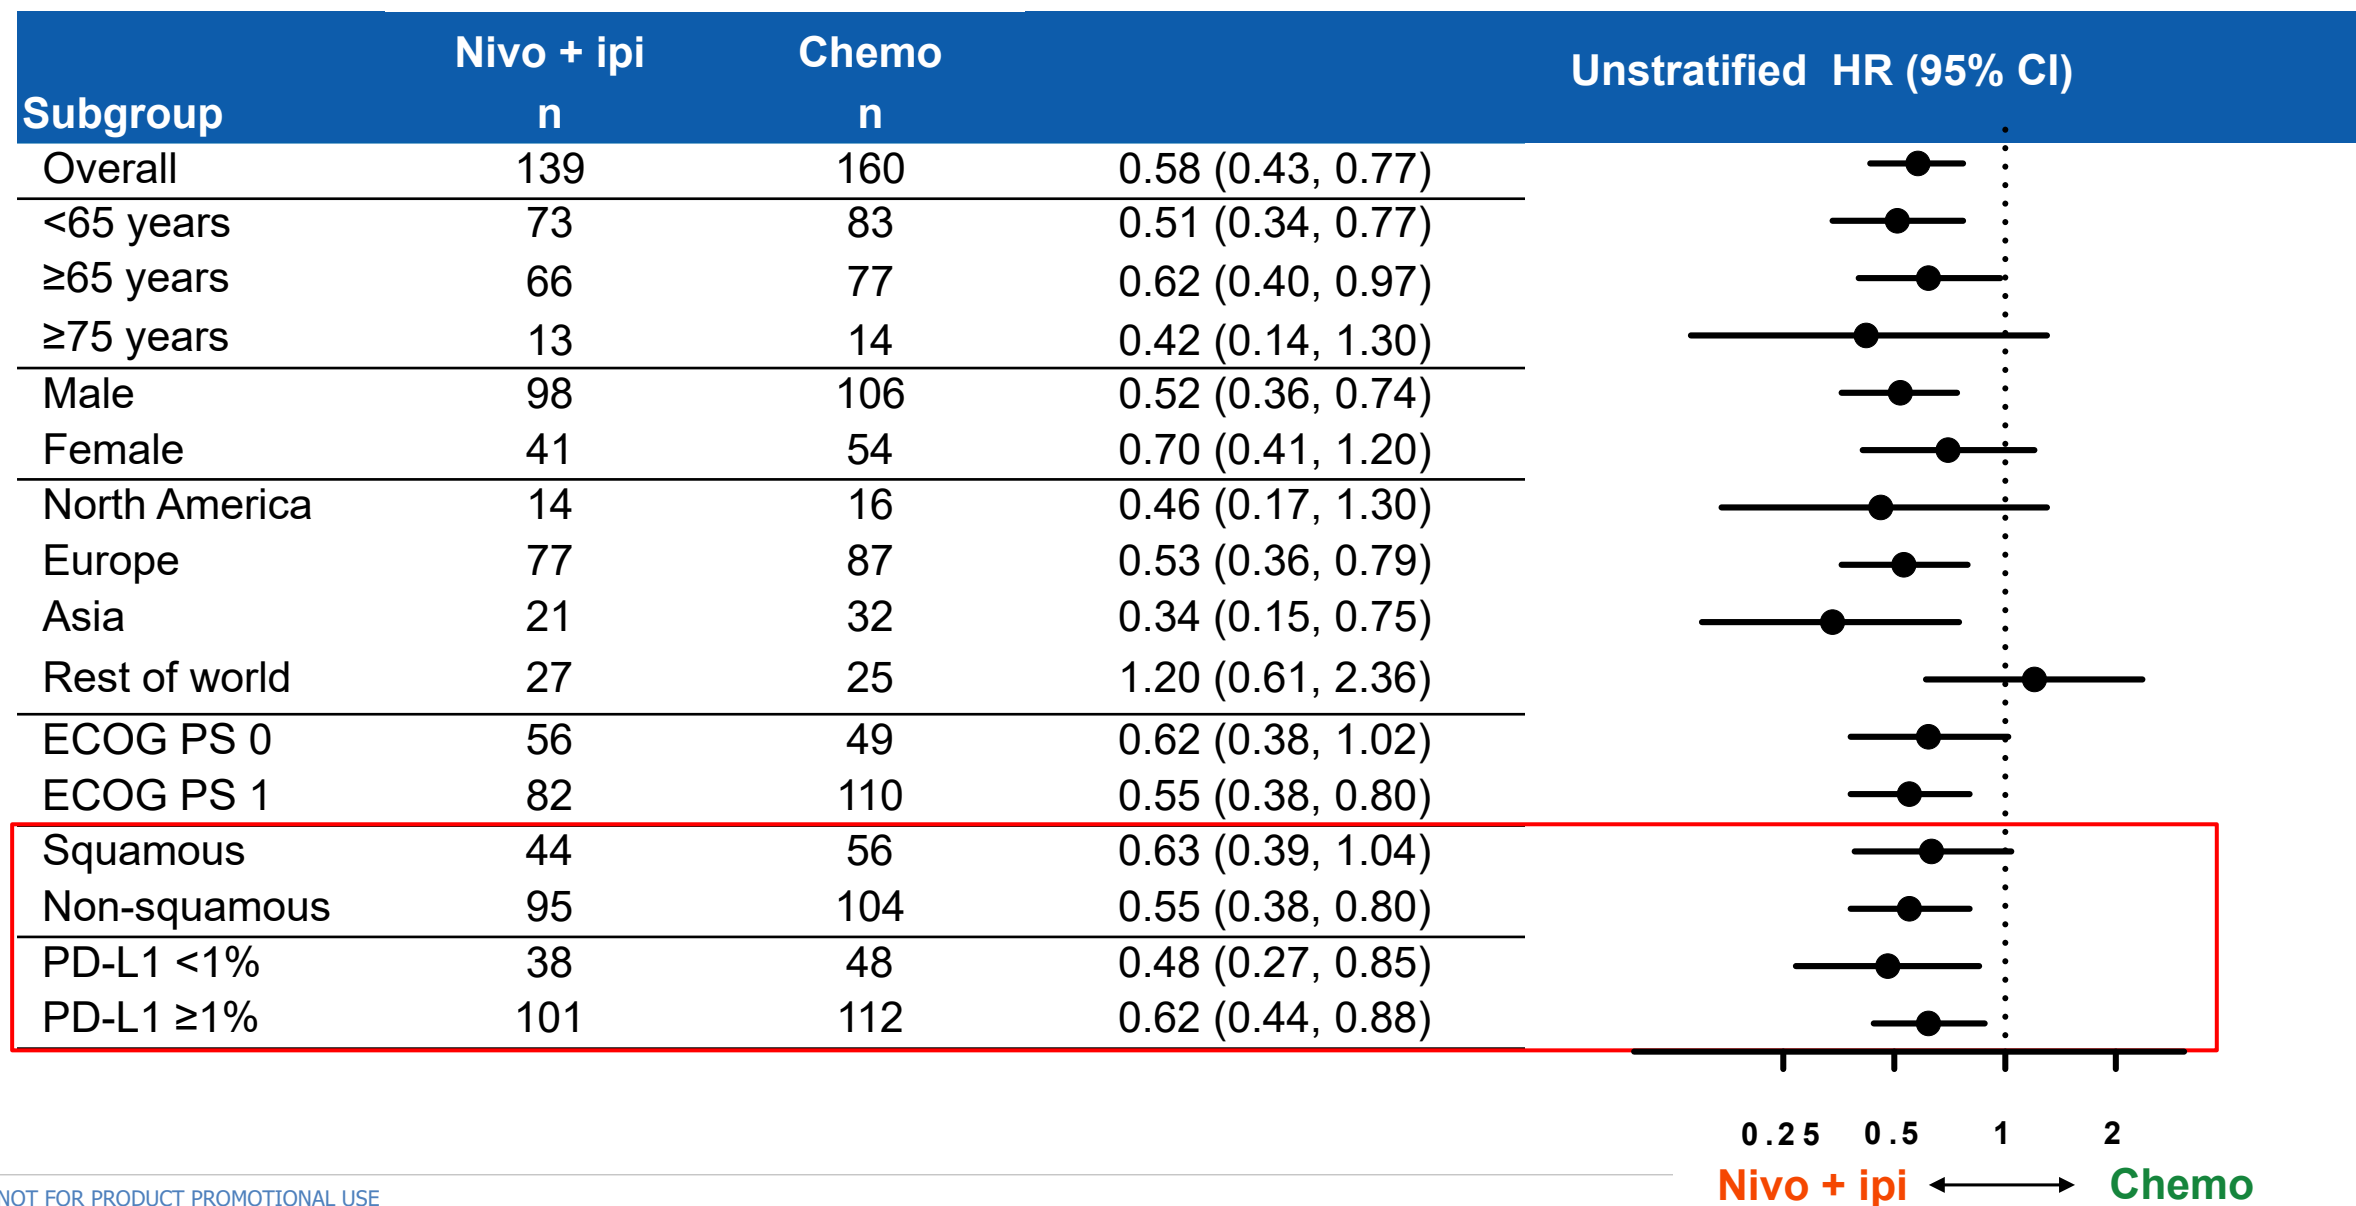 Nivo + ipi Chemo
Unstratified HR (95% CI)
Subgroup n n
Overall 139 160 0.58 (0.43, 0.77)
<65 years 73 83 0.51 (0.34, 0.77)
≥65 years 66 77 0.62 (0.40, 0.97)
≥75 years 13 14 0.42 (0.14, 1.30)
Male 98 106 0.52 (0.36, 0.74)
Female 41 54 0.70 (0.41, 1.20)
North America 14 16 0.46 (0.17, 1.30)
Europe 77 87 0.53 (0.36, 0.79)
Asia 21 32 0.34 (0.15, 0.75)
Rest of world 27 25 1.20 (0.61, 2.36)
ECOG PS 0 56 49 0.62 (0.38, 1.02)
ECOG PS 1 82 110 0.55 (0.38, 0.80)
Squamous 44 56 0.63 (0.39, 1.04)
Non-squamous 95 104 0.55 (0.38, 0.80)
PD-L1 <1% 38 48 0.48 (0.27, 0.85)
PD-L1 ≥1% 101 112 0.62 (0.44, 0.88)
0.25 0.5 1 2
Nivo + ipi Chemo
NOT FOR PRODUCT PROMOTIONAL USE